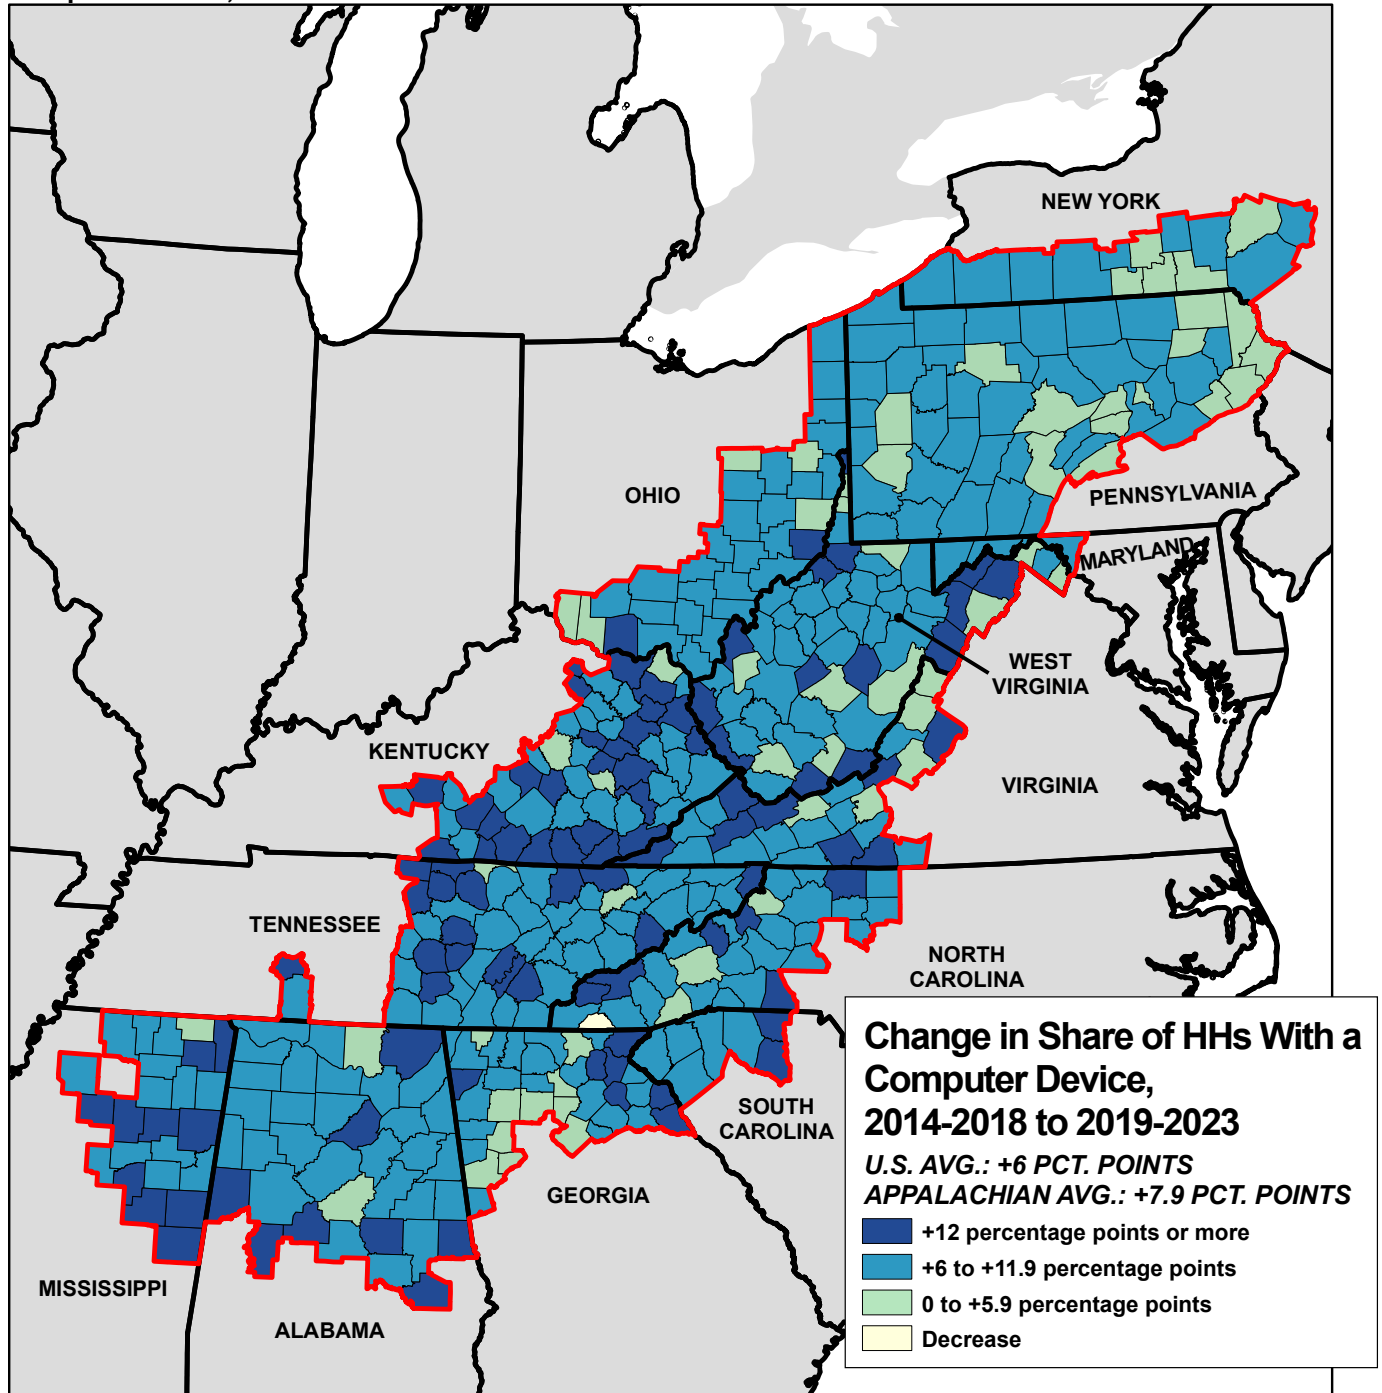 NEW YORK
OHIO
PENNSYLVANIA
MARYLAND
WEST
VIRGINIA
KENTUCKY
VIRGINIA
TENNESSEE
NORTH
CAROLINA
SOUTH
CAROLINA
GEORGIA
MISSISSIPPI
ALABAMA
Change in Share of HHs With a
Computer Device,
2014-2018 to 2019-2023
U.S. AVG.: +6 PCT. POINTS
APPALACHIAN AVG.: +7.9 PCT. POINTS
+12 percentage points or more
+6 to +11.9 percentage points
0 to +5.9 percentage points
Decrease